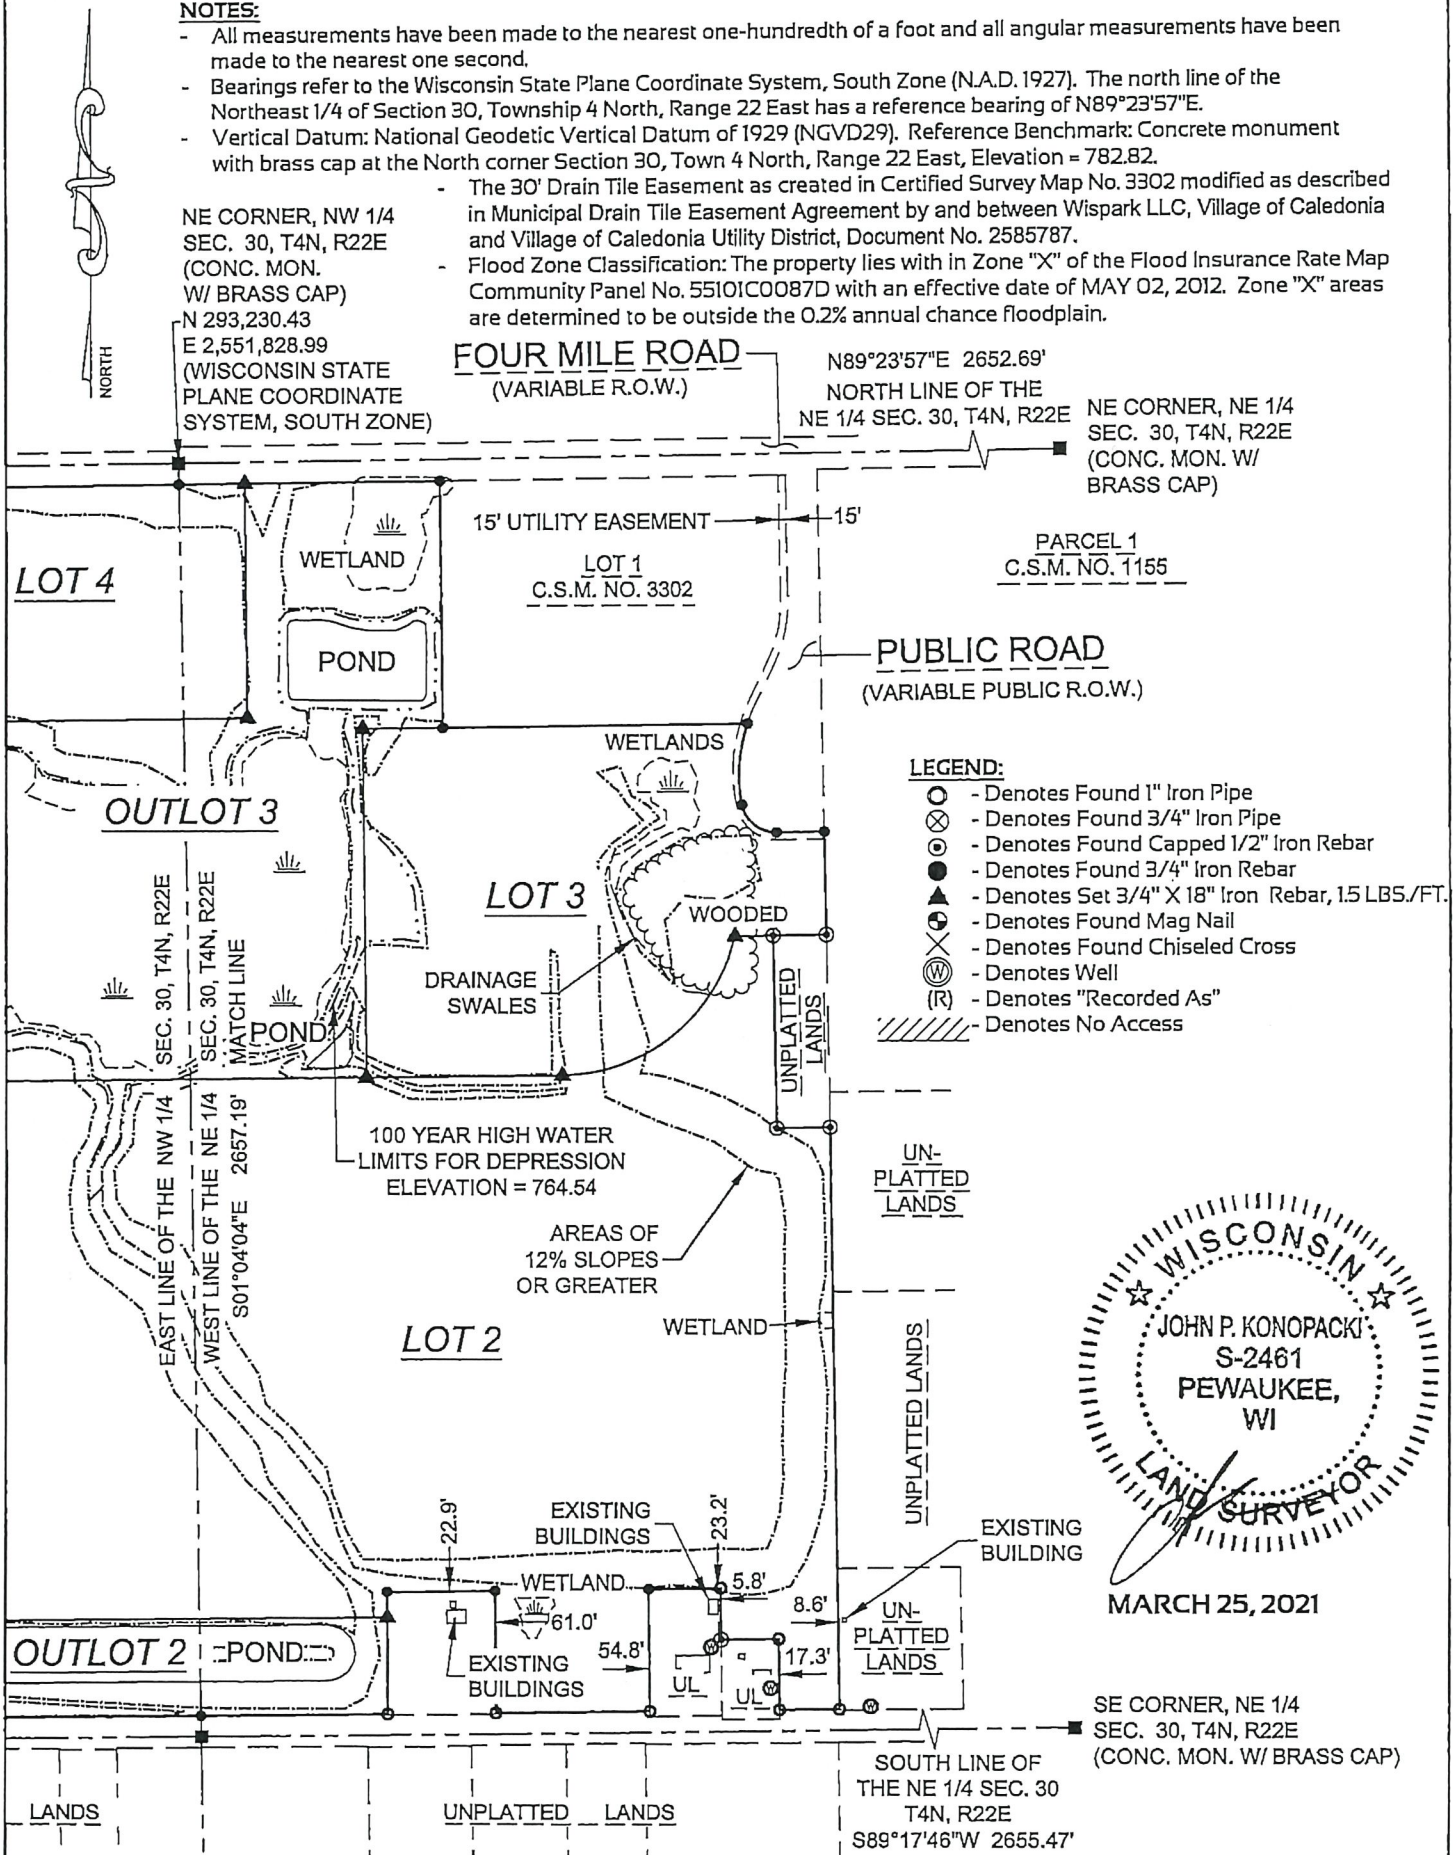 NOTES:
- All measurements have been made to the nearest one-hundredth of a foot and all angular measurements have been
made to the nearest one second.
- Bearings refer to the Wisconsin State Plane Coordinate System, South Zone (N.A.D. 1927). The north line of the
Northeast 1/4 of Section 30, Township 4 North, Range 22 East has a reference bearing of N89°23'57"E.
- Vertical Datum: National Geodetic Vertical Datum of 1929 (NGVD29). Reference Benchmark: Concrete monument
with brass cap at the North corner Section 30, Town 4 North, Range 22 East, Elevation = 782.82.
- The 30' Drain Tile Easement as created in Certified Survey Map No. 3302 modified as described
in Municipal Drain Tile Easement Agreement by and between Wispark LLC, Village of Caledonia
and Village of Caledonia Utility District, Document No. 2585787.
- Flood Zone Classification: The property lies with in Zone "X" of the Flood Insurance Rate Map
Community Panel No. 55101C0087D with an effective date of MAY 02, 2012. Zone "X" areas
are determined to be outside the 0.2% annual chance floodplain.
NORTH
NE CORNER, NW 1/4
SEC. 30, T4N, R22E
(CONC. MON.
W/ BRASS CAP)
N 293,230.43
E 2,551,828.99
(WISCONSIN STATE
PLANE COORDINATE
SYSTEM, SOUTH ZONE)
FOUR MILE ROAD
(VARIABLE R.O.W.)
N89°23'57"E 2652.69'
NORTH LINE OF THE
NE 1/4 SEC. 30, T4N, R22E
NE CORNER, NE 1/4
SEC. 30, T4N, R22E
(CONC. MON. W/
BRASS CAP)
15' UTILITY EASEMENT
15'
WETLAND
LOT 4
LOT 1
C.S.M. NO. 3302
PARCEL 1
C.S.M. NO. 1155
POND
PUBLIC ROAD
(VARIABLE PUBLIC R.O.W.)
WETLANDS
LEGEND:
- Denotes Found 1" Iron Pipe
- Denotes Found 3/4" Iron Pipe
- Denotes Found Capped 1/2" Iron Rebar
- Denotes Found 3/4" Iron Rebar
- Denotes Set 3/4" X 18" Iron Rebar, 1.5 LBS./FT.
- Denotes Found Mag Nail
- Denotes Found Chiseled Cross
W - Denotes Well
(R) - Denotes "Recorded As"
- Denotes No Access
OUTLOT 3
LOT 3
WOODED
DRAINAGE
SWALES
UNPLATTED
LANDS
POND
EAST LINE OF THE NW 1/4 SEC. 30, T4N, R22E
WEST LINE OF THE NE 1/4 SEC. 30, T4N, R22E
S01°04'04"E 2657.19'
MATCH LINE
100 YEAR HIGH WATER
LIMITS FOR DEPRESSION
ELEVATION = 764.54
UN-
PLATTED
LANDS
AREAS OF
12% SLOPES
OR GREATER
WETLAND
LOT 2
UNPLATTED LANDS
WISCONSIN
JOHN P. KONOPACKI
S-2461
PEWAUKEE,
WI
LAND SURVEYOR
MARCH 25, 2021
EXISTING
BUILDINGS
22.9'
23.2'
EXISTING
BUILDING
WETLAND
5.8'
8.6'
61.0'
UN-
PLATTED
LANDS
OUTLOT 2
POND
EXISTING
BUILDINGS
54.8'
W
17.3'
UL
UL
W
W
SE CORNER, NE 1/4
SEC. 30, T4N, R22E
(CONC. MON. W/ BRASS CAP)
SOUTH LINE OF
THE NE 1/4 SEC. 30
T4N, R22E
S89°17'46"W 2655.47'
LANDS
UNPLATTED LANDS